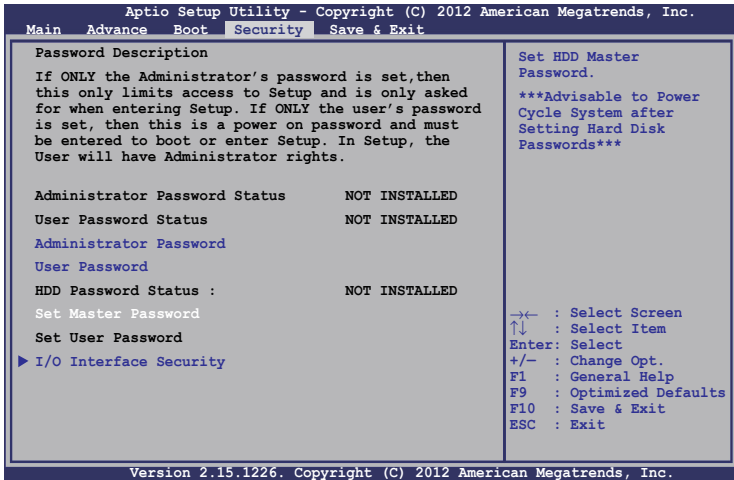 Aptio Setup Utility - Copyright (C) 2012 American Megatrends, Inc.
Main Advance Boot Security Save & Exit
Password Description
If ONLY the Administrator's password is set,then
this only limits access to Setup and is only asked
for when entering Setup. If ONLY the user's password
is set, then this is a power on password and must
be entered to boot or enter Setup. In Setup, the
User will have Administrator rights.
Administrator Password Status NOT INSTALLED
User Password Status NOT INSTALLED
Administrator Password
User Password
HDD Password Status : NOT INSTALLED
Set Master Password
Set User Password
I/O Interface Security
Set HDD Master
Password.
***Advisable to Power
Cycle System after
Setting Hard Disk
Passwords***
→← : Select Screen
↑↓ : Select Item
Enter: Select
+/— : Change Opt.
F1 : General Help
F9 : Optimized Defaults
F10 : Save & Exit
ESC : Exit
Version 2.15.1226. Copyright (C) 2012 American Megatrends, Inc.